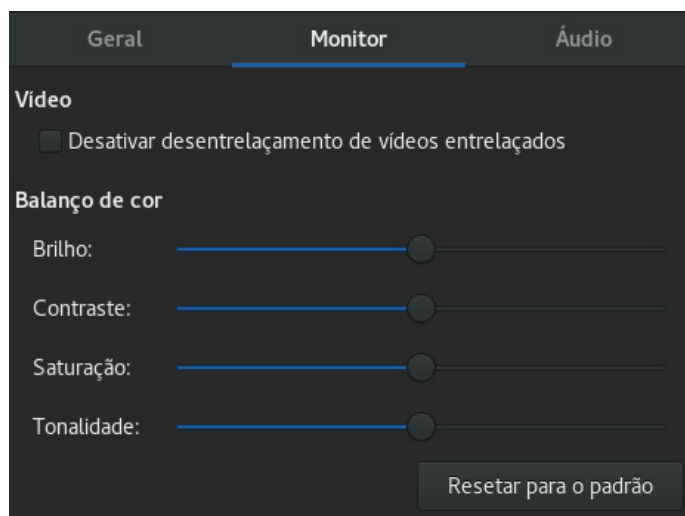 Geral Monitor Áudio
Vídeo
Desativar desentrelaçamento de vídeos entrelaçados
Balanço de cor
Brilho:
Contraste:
Saturação:
Tonalidade:
Resetar para o padrão